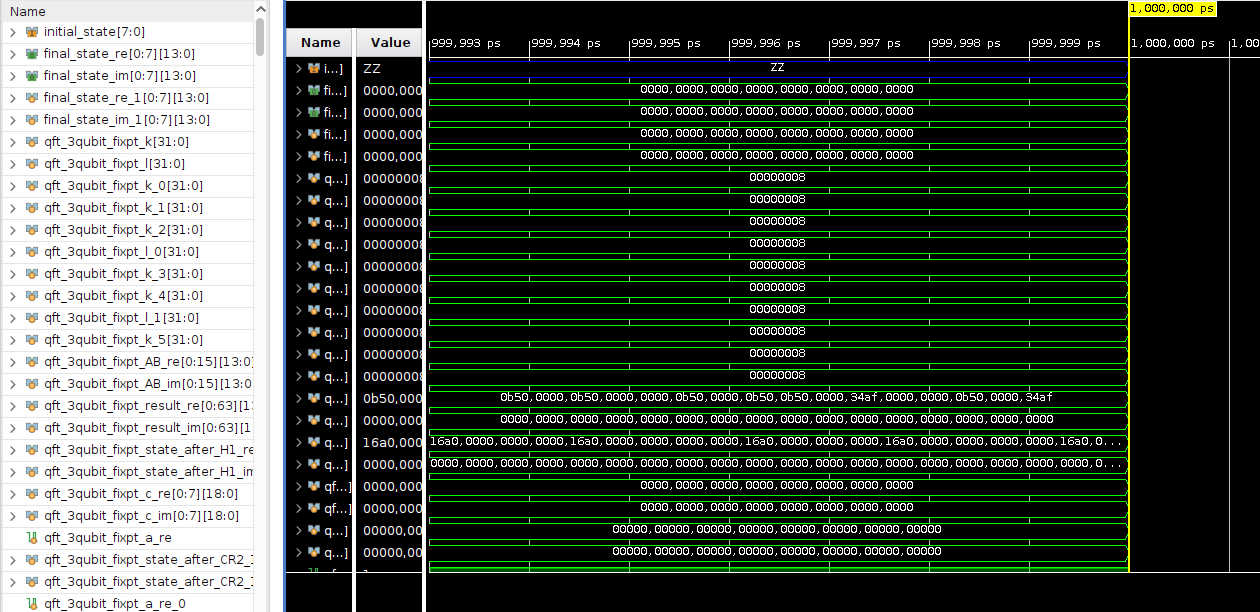 Name
initial_state[7:0]
final_state_re[0:7][13:0]
final_state_im[0:7][13:0]
final_state_re_1[0:7][13:0]
final_state_im_1[0:7][13:0]
qft_3qubit_fixpt_k[31:0]
qft_3qubit_fixpt_l[31:0]
qft_3qubit_fixpt_k_0[31:0]
qft_3qubit_fixpt_k_1[31:0]
qft_3qubit_fixpt_k_2[31:0]
qft_3qubit_fixpt_l_0[31:0]
qft_3qubit_fixpt_k_3[31:0]
qft_3qubit_fixpt_k_4[31:0]
qft_3qubit_fixpt_l_1[31:0]
qft_3qubit_fixpt_k_5[31:0]
qft_3qubit_fixpt_AB_re[0:15][13:0]
qft_3qubit_fixpt_AB_im[0:15][13:0
qft_3qubit_fixpt_result_re[0:63][1
qft_3qubit_fixpt_result_im[0:63][1
qft_3qubit_fixpt_state_after_H1_re
qft_3qubit_fixpt_state_after_H1_im
qft_3qubit_fixpt_c_re[0:7][18:0]
qft_3qubit_fixpt_c_im[0:7][18:0]
qft_3qubit_fixpt_a_re
qft_3qubit_fixpt_state_after_CR2_1
qft_3qubit_fixpt_state_after_CR2_1
qft_3qubit_fixpt_a_re_0
1,000,000 ps
Name Value 999,993 ps 999,994 ps 999,995 ps 999,996 ps 999,997 ps 999,998 ps 999,999 ps 1,000,000 ps 1,00
i...] ZZ ZZ
fi...] 0000,000 0000,0000,0000,0000,0000,0000,0000,0000
fi...] 0000,000 0000,0000,0000,0000,0000,0000,0000,0000
fi...] 0000,000 0000,0000,0000,0000,0000,0000,0000,0000
fi...] 0000,000 0000,0000,0000,0000,0000,0000,0000,0000
q...] 00000008 00000008
q...] 00000008 00000008
q...] 00000008 00000008
q...] 00000008 00000008
q...] 00000008 00000008
q...] 00000008 00000008
q...] 00000008 00000008
q...] 00000008 00000008
q...] 00000008 00000008
q...] 00000008 00000008
q...] 0b50,000 0b50,0000,0b50,0000,0000,0b50,0000,0b50,0b50,0000,34af,0000,0000,0b50,0000,34af
q...] 0000,000 0000,0000,0000,0000,0000,0000,0000,0000,0000,0000,0000,0000,0000,0000,0000,0000
q...] 16a0,000 16a0,0000,0000,0000,16a0,0000,0000,0000,0000,16a0,0000,0000,0000,16a0,0000,0000,0000,0000,16a0,0...
q...] 0000,000 0000,0000,0000,0000,0000,0000,0000,0000,0000,0000,0000,0000,0000,0000,0000,0000,0000,0000,0000,0...
qf...] 0000,000 0000,0000,0000,0000,0000,0000,0000,0000
qf...] 0000,000 0000,0000,0000,0000,0000,0000,0000,0000
q...] 00000,00 00000,00000,00000,00000,00000,00000,00000,00000
q...] 00000,00 00000,00000,00000,00000,00000,00000,00000,00000